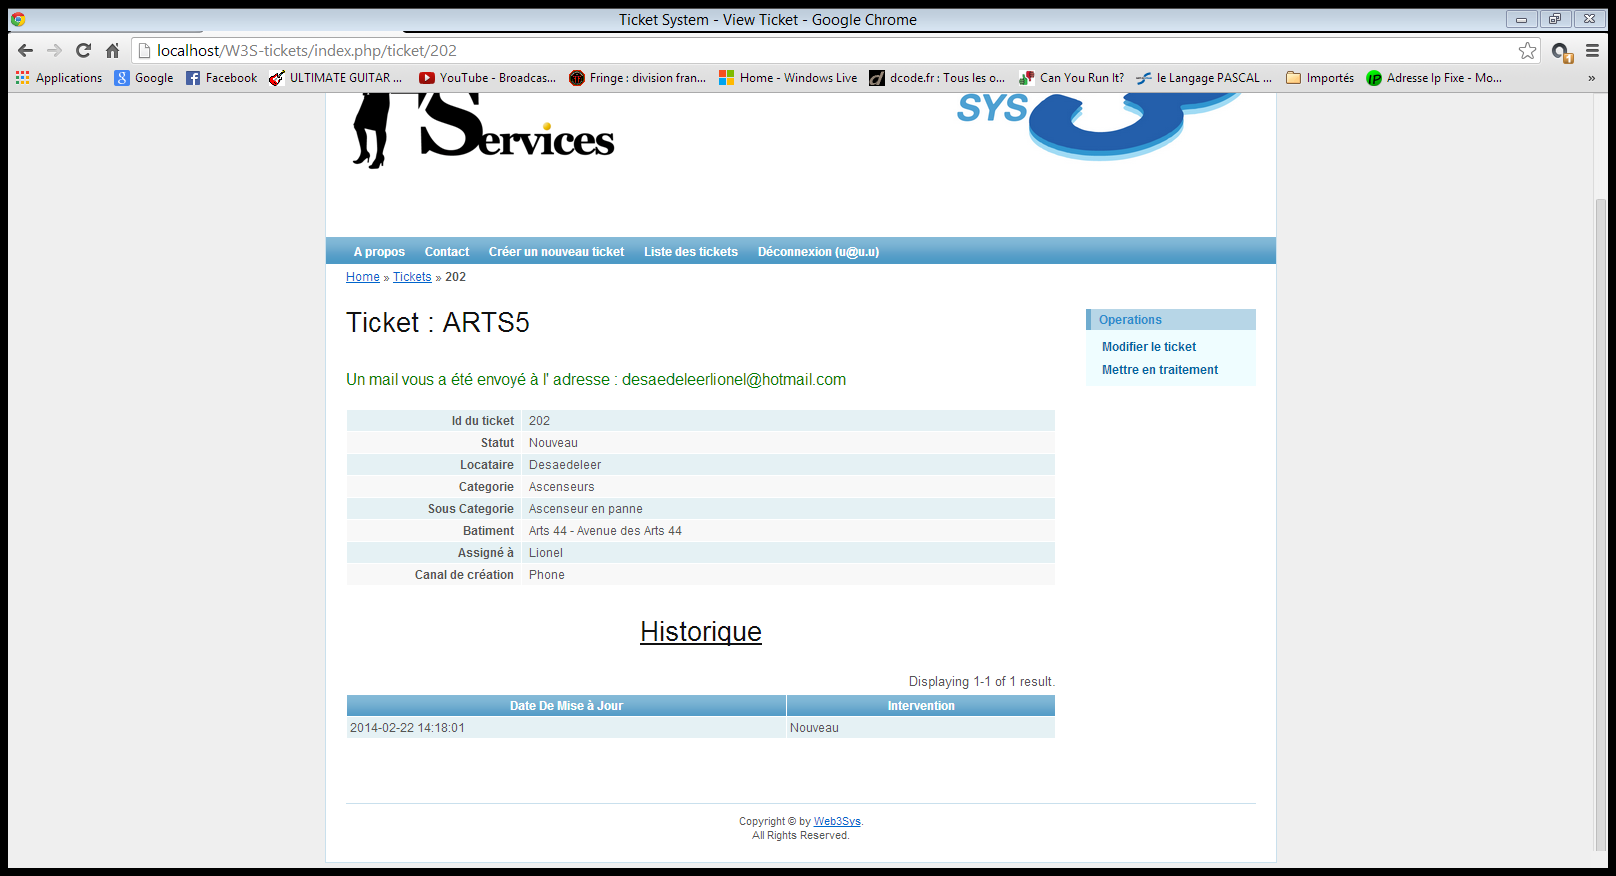 Ticket System - View Ticket - Google Chrome
localhost/W3S-tickets/index.php/ticket/202
Applications Google Facebook ULTIMATE GUITAR ... YouTube - Broadcas... Fringe : division fran... Home - Windows Live dcode.fr : Tous les o... Can You Run It? le Langage PASCAL ... Importés Adresse Ip Fixe - Mo... »
Services
SYS
A propos Contact Créer un nouveau ticket Liste des tickets Déconnexion (u@u.u)
Home » Tickets » 202
Ticket : ARTS5
Operations
Modifier le ticket
Mettre en traitement
Un mail vous a été envoyé à l' adresse : desaedeleerlionel@hotmail.com
Id du ticket 202
Statut Nouveau
Locataire Desaedeleer
Categorie Ascenseurs
Sous Categorie Ascenseur en panne
Batiment Arts 44 - Avenue des Arts 44
Assigné à Lionel
Canal de création Phone
Historique
Displaying 1-1 of 1 result.
Date De Mise à Jour Intervention
2014-02-22 14:18:01 Nouveau
Copyright © by Web3Sys.
All Rights Reserved.